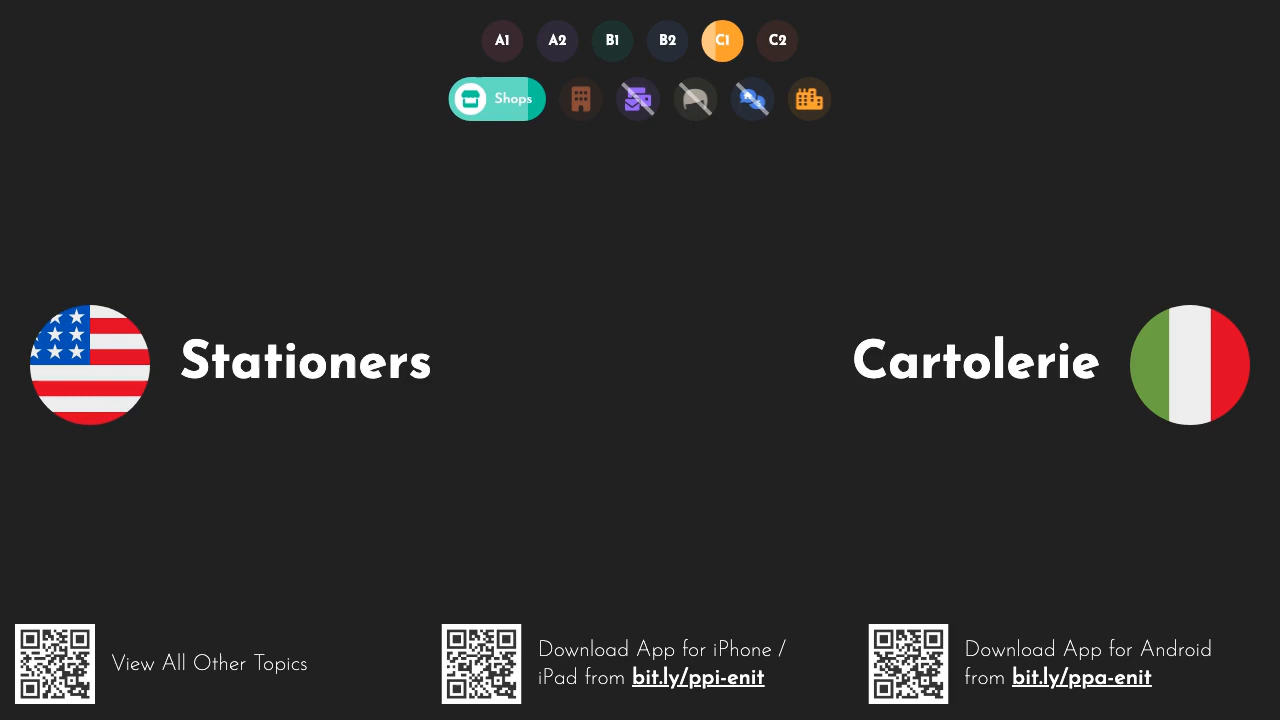 A1 A2 B1 B2 C1 C2
Shops
Stationers
Cartolerie
View All Other Topics
Download App for iPhone /
iPad from bit.ly/ppi-enit
Download App for Android
from bit.ly/ppa-enit